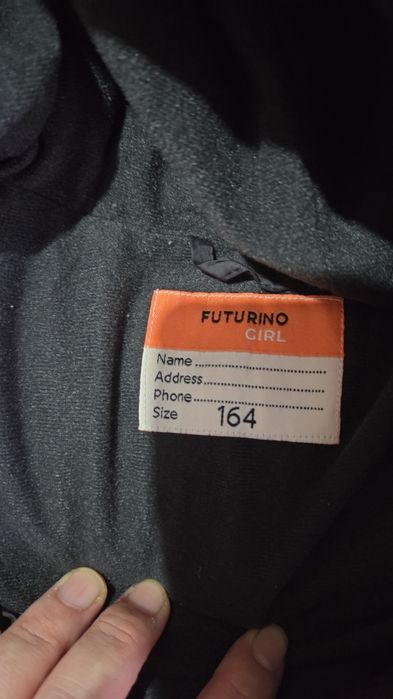 FUTURINO
GIRL
Name..............................
Address..............................
Phone..............................
Size 164